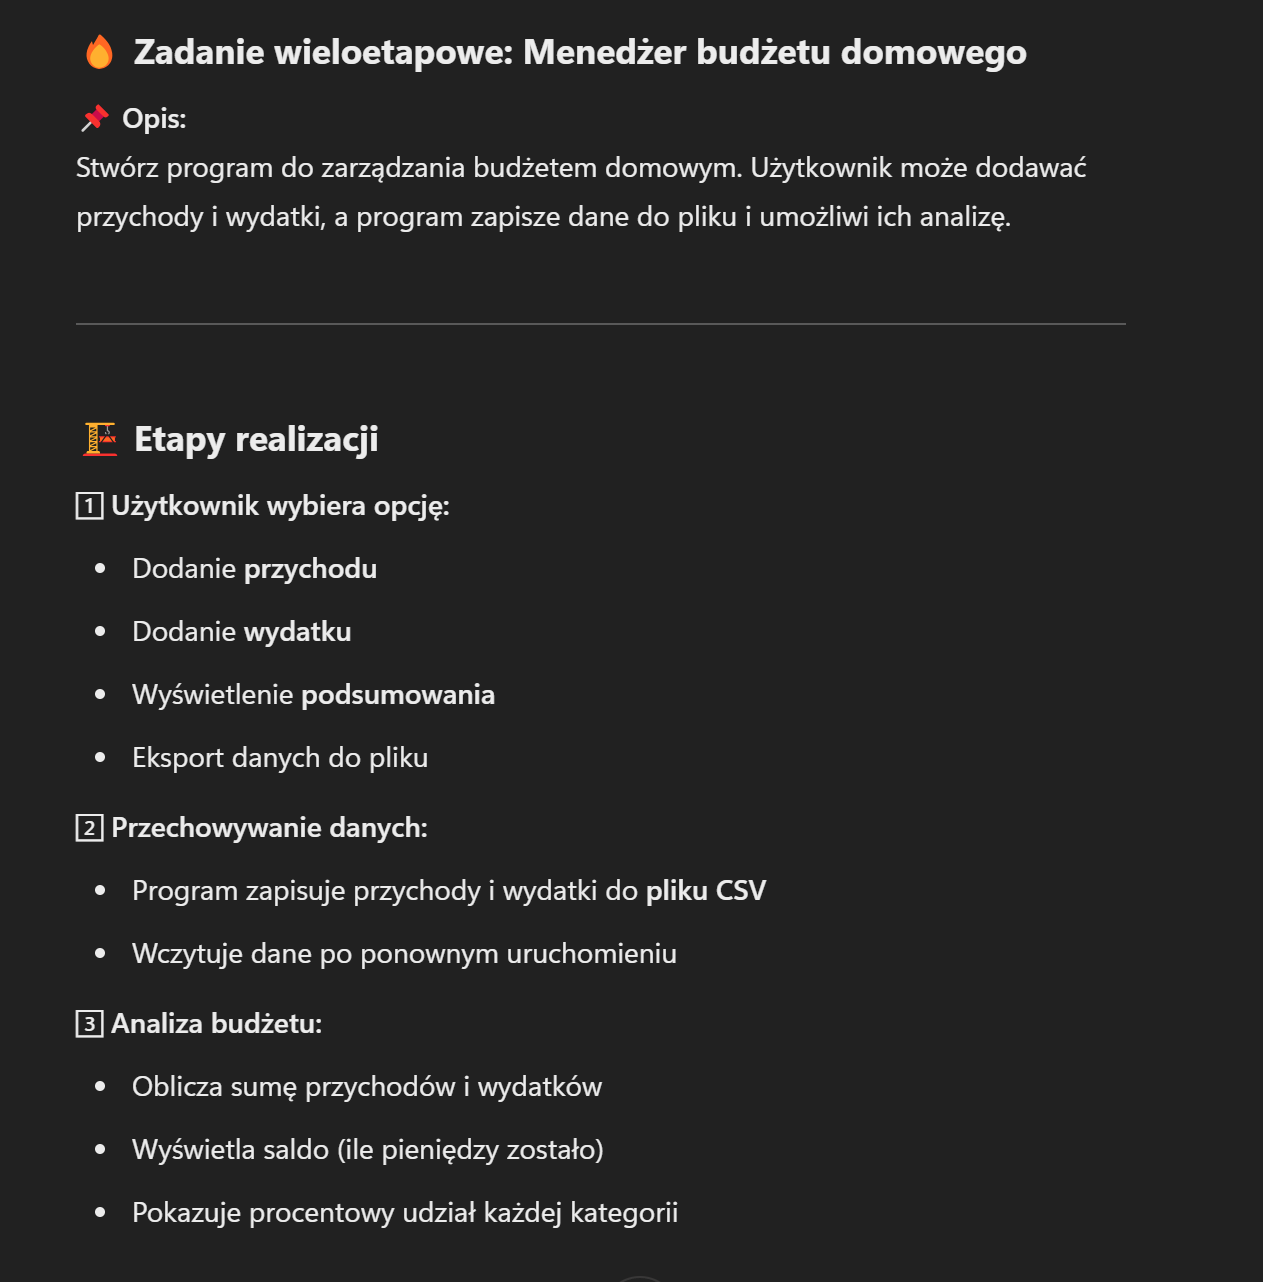 🔥 Zadanie wieloetapowe: Menedżer budżetu domowego
📌 Opis:
Stwórz program do zarządzania budżetem domowym. Użytkownik może dodawać
przychody i wydatki, a program zapisze dane do pliku i umożliwi ich analizę.
🏗️ Etapy realizacji
1️⃣ Użytkownik wybiera opcję:
• Dodanie przychodu
• Dodanie wydatku
• Wyświetlenie podsumowania
• Eksport danych do pliku
2️⃣ Przechowywanie danych:
• Program zapisuje przychody i wydatki do pliku CSV
• Wczytuje dane po ponownym uruchomieniu
3️⃣ Analiza budżetu:
• Oblicza sumę przychodów i wydatków
• Wyświetla saldo (ile pieniędzy zostało)
• Pokazuje procentowy udział każdej kategorii